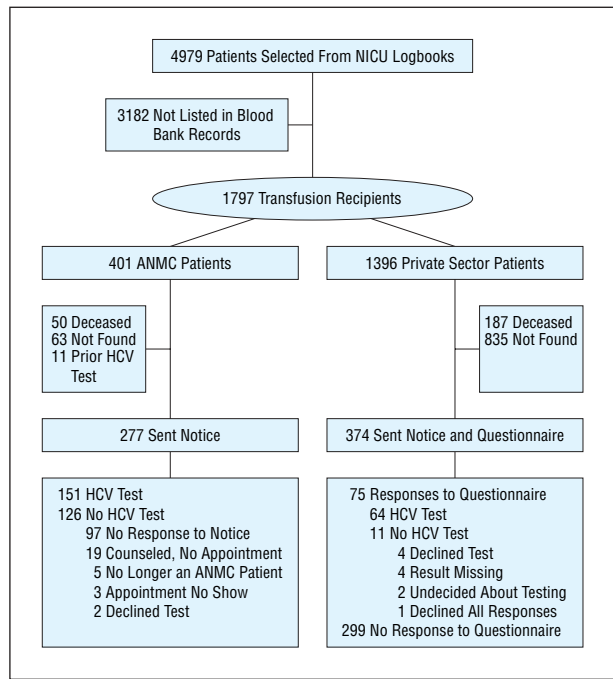 4979 Patients Selected From NICU Logbooks
3182 Not Listed in Blood
Bank Records
1797 Transfusion Recipients
401 ANMC Patients
1396 Private Sector Patients
50 Deceased
63 Not Found
11 Prior HCV
Test
187 Deceased
835 Not Found
277 Sent Notice
374 Sent Notice and Questionnaire
151 HCV Test
126 No HCV Test
97 No Response to Notice
19 Counseled, No Appointment
5 No Longer an ANMC Patient
3 Appointment No Show
2 Declined Test
75 Responses to Questionnaire
64 HCV Test
11 No HCV Test
4 Declined Test
4 Result Missing
2 Undecided About Testing
1 Declined All Responses
299 No Response to Questionnaire